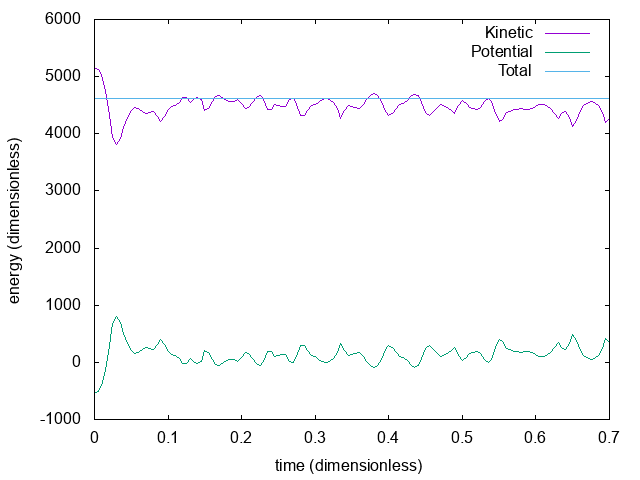 6000
5000
4000
3000
2000
1000
0
-1000
0 0.1 0.2 0.3 0.4 0.5 0.6 0.7
energy (dimensionless)
time (dimensionless)
Kinetic
Potential
Total